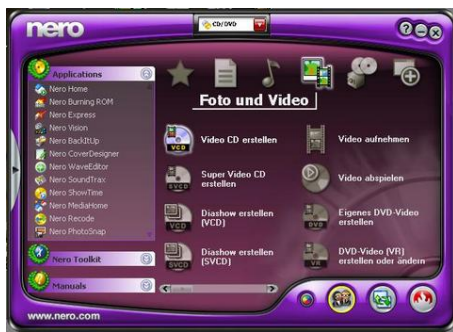 nero
CD/DVD
Applications
Nero Home
Nero Burning ROM
Nero Express
Nero Vision
Nero BackItUp
Nero CoverDesigner
Nero WaveEditor
Nero SoundTrax
Nero ShowTime
Nero MediaHome
Nero Recode
Nero PhotoSnap
Nero Toolkit
Manuals
www.nero.com
Foto und Video
Video CD erstellen
VCD
Super Video CD
erstellen
SVCD
Diashow erstellen
(VCD)
VCD
Diashow erstellen
(SVCD)
SVCD
Video aufnehmen
Video abspielen
Eigenes DVD-Video
erstellen
DVD
DVD-Video (VR)
erstellen oder ändern
VR